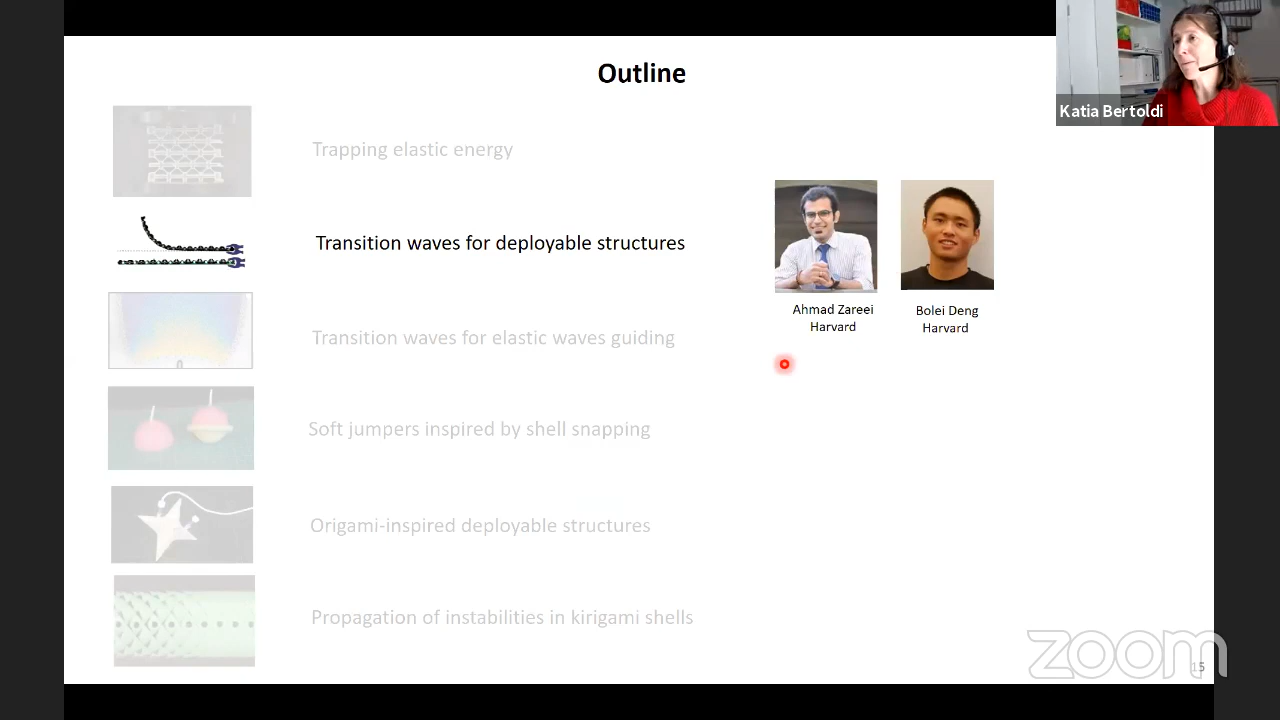 Outline
Katia Bertoldi
Trapping elastic energy
Transition waves for deployable structures
Ahmad Zareei
Harvard
Bolei Deng
Harvard
Transition waves for elastic waves guiding
Soft jumpers inspired by shell snapping
Origami-inspired deployable structures
Propagation of instabilities in kirigami shells
zoom
15